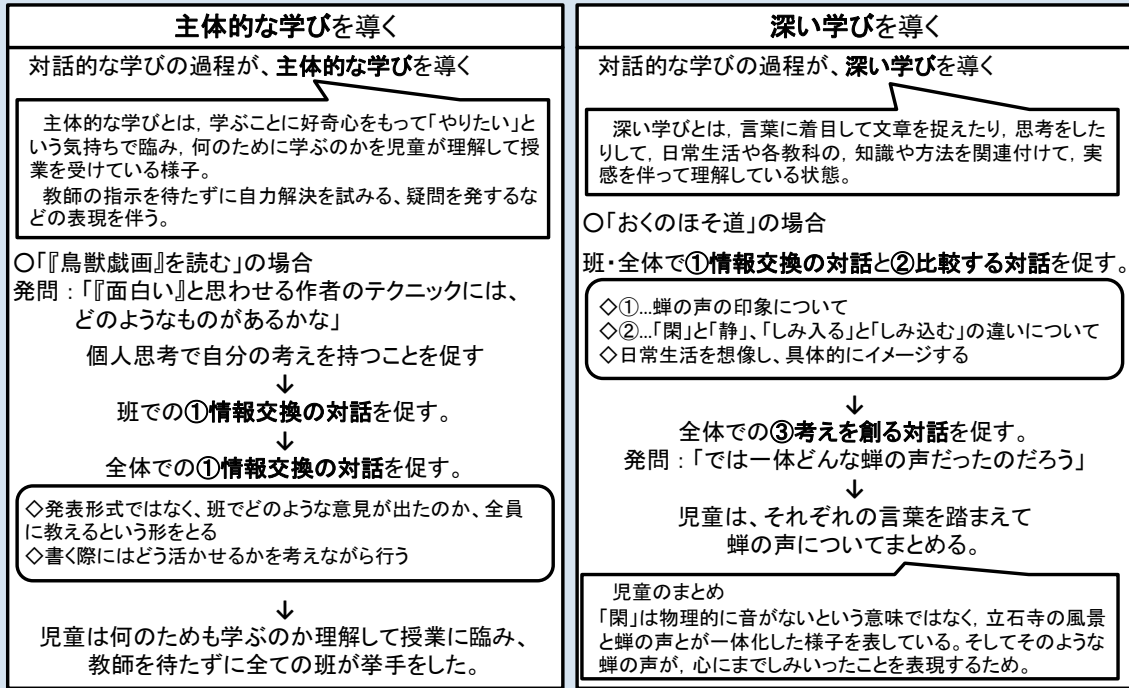 主体的な学びを導く
対話的な学びの過程が、主体的な学びを導く
主体的な学びとは，学ぶことに好奇心をもって「やりたい」と
いう気持ちで臨み，何のために学ぶのかを児童が理解して授
業を受けている様子。
教師の指示を待たずに自力解決を試みる、疑問を発するな
どの表現を伴う。
〇「『鳥獣戯画』を読む」の場合
発問：「『面白い』と思わせる作者のテクニックには、
どのようなものがあるかな」
個人思考で自分の考えを持つことを促す
↓
班での①情報交換の対話を促す。
↓
全体での①情報交換の対話を促す。
◇発表形式ではなく、班でどのような意見が出たのか、全員
に教えるという形をとる
◇書く際にはどう活かせるかを考えながら行う
↓
児童は何のためも学ぶのか理解して授業に臨み、
教師を待たずに全ての班が挙手をした。
深い学びを導く
対話的な学びの過程が、深い学びを導く
深い学びとは，言葉に着目して文章を捉えたり，思考をした
りして，日常生活や各教科の，知識や方法を関連付けて，実
感を伴って理解している状態。
〇「おくのほそ道」の場合
班・全体で①情報交換の対話と②比較する対話を促す。
◇①…蝉の声の印象について
◇②…「閑」と「静」、「しみ入る」と「しみ込む」の違いについて
◇日常生活を想像し、具体的にイメージする
↓
全体での③考えを創る対話を促す。
発問：「では一体どんな蝉の声だったのだろう」
↓
児童は、それぞれの言葉を踏まえて
蝉の声についてまとめる。
児童のまとめ
「閑」は物理的に音がないという意味ではなく，立石寺の風景
と蝉の声とが一体化した様子を表している。そしてそのような
蝉の声が，心にまでしみいったことを表現するため。